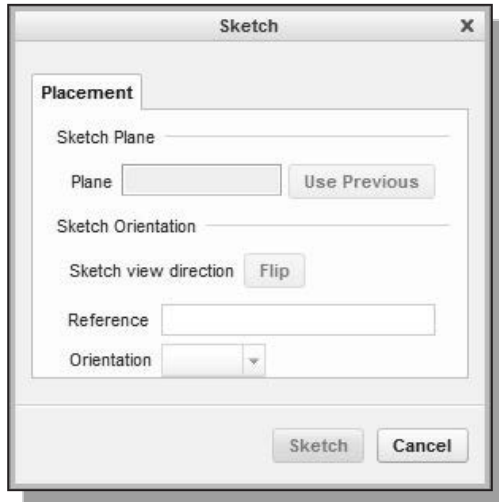 Sketch X
Placement
Sketch Plane
Plane Use Previous
Sketch Orientation
Sketch view direction Flip
Reference
Orientation
Sketch Cancel